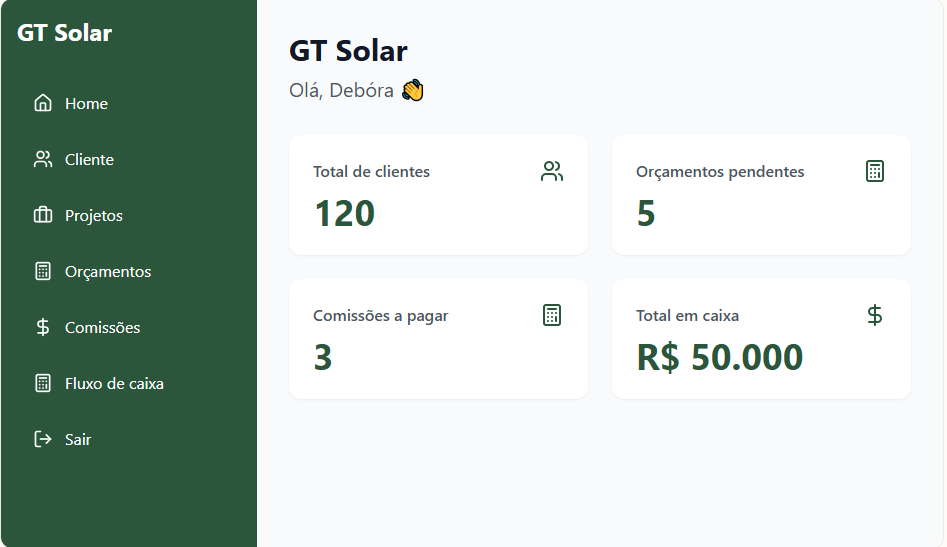 GT Solar
Home
Cliente
Projetos
Orçamentos
Comissões
Fluxo de caixa
Sair
GT Solar
Olá, Debóra 👋
Total de clientes
120
Orçamentos pendentes
5
Comissões a pagar
3
Total em caixa
R$ 50.000